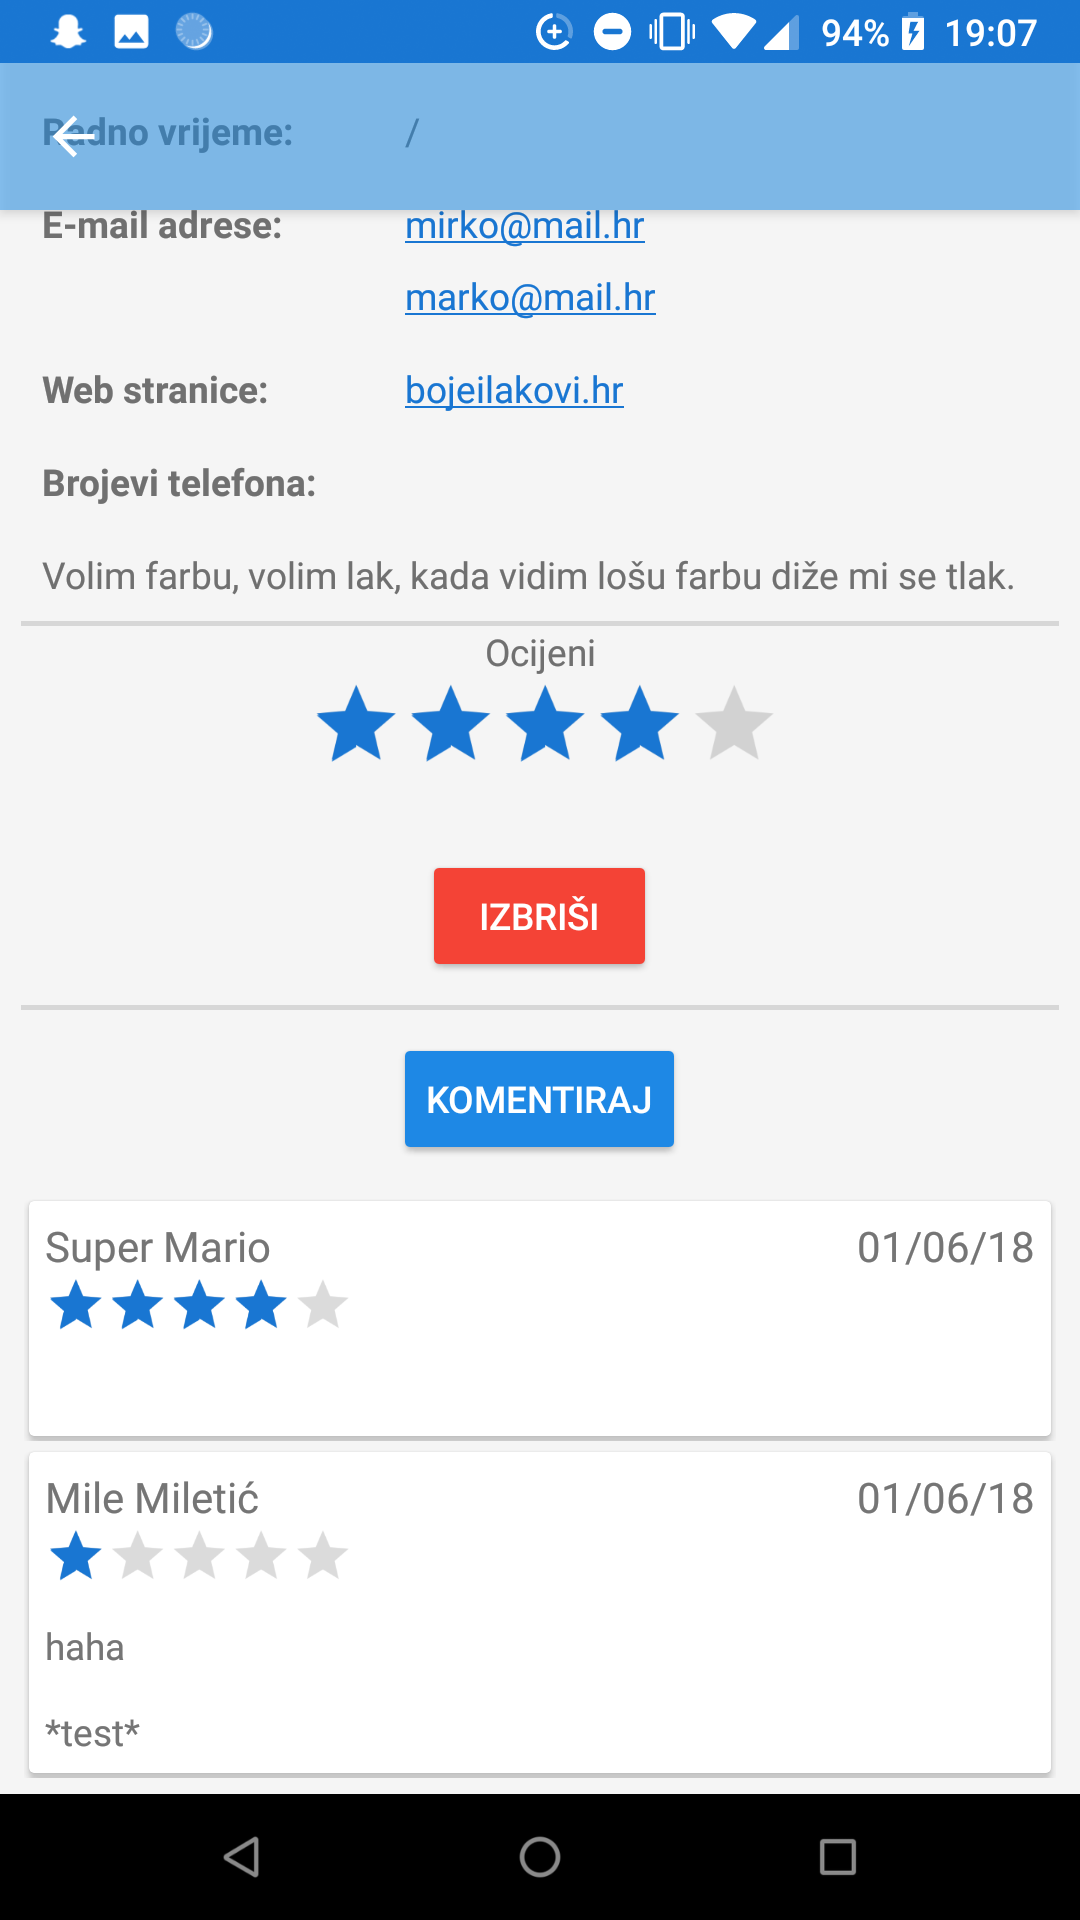 94% 19:07
Radno vrijeme: /
E-mail adrese: mirko@mail.hr
marko@mail.hr
Web stranice: bojeilakovi.hr
Brojevi telefona:
Volim farbu, volim lak, kada vidim lošu farbu diže mi se tlak.
Ocijeni
IZBRIŠI
KOMENTIRAJ
Super Mario 01/06/18
Mile Miletić 01/06/18
haha
*test*